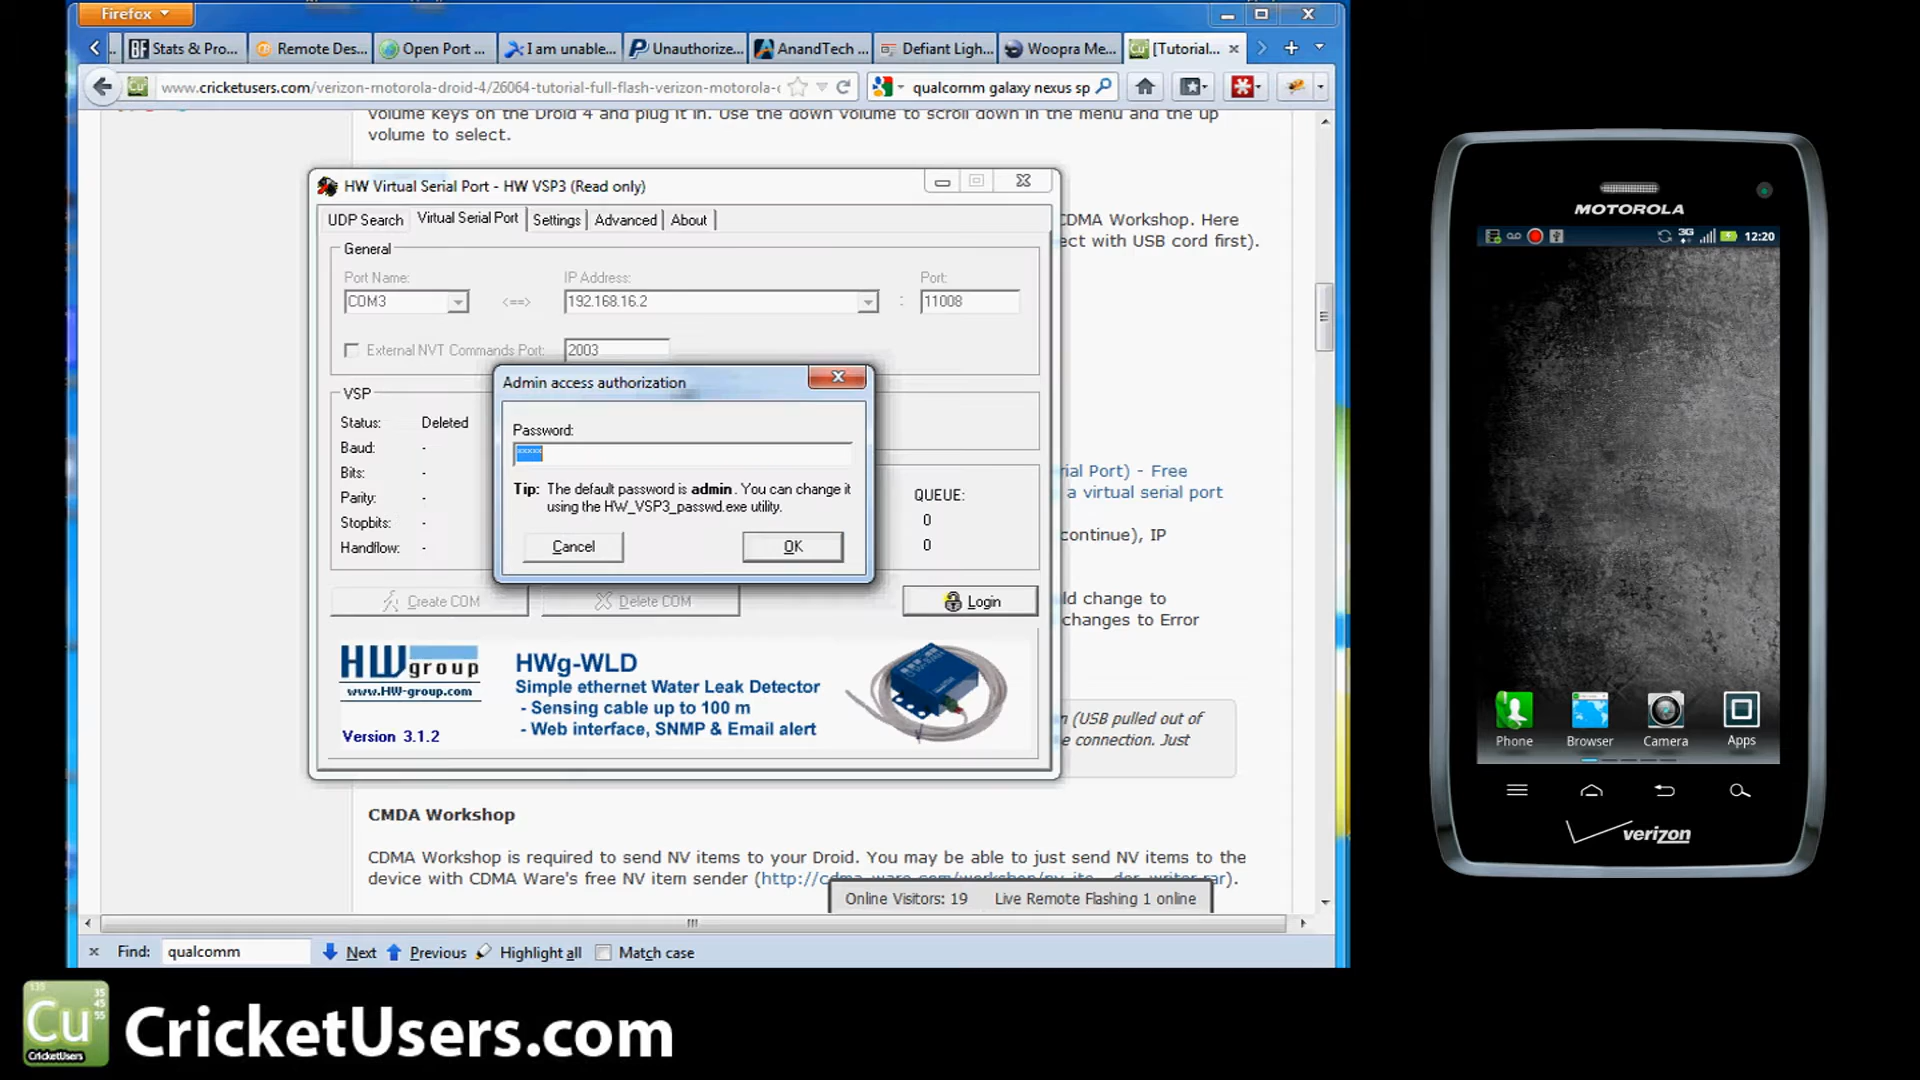 Firefox
Stats & Pro... Remote Des... Open Port ... I am unable... Unauthorize... AnandTech ... Defiant Ligh... Woopra Me... [Tutorial...
www.cricketusers.com/verizon-motorola-droid-4/26064-tutorial-full-flash-verizon-motorola- qualcomm galaxy nexus sp
volume keys on the Droid 4 and plug it in. Use the down volume to scroll down in the menu and the up
volume to select.
HW Virtual Serial Port - HW VSP3 (Read only)
UDP Search Virtual Serial Port Settings Advanced About
CDMA Workshop. Here
ect with USB cord first).
General
Port Name: IP Address: Port:
COM3 <==> 192.168.16.2 : 11008
External NVT Commands Port: 2003
Admin access authorization
VSP
Status: Deleted
Baud: -
Bits: -
Parity: -
Stopbits: -
Handflow: -
Password:
*****
Tip: The default password is admin. You can change it
using the HW_VSP3_passwd.exe utility.
Cancel OK
QUEUE:
0
0
rial Port) - Free
a virtual serial port
continue), IP
ld change to
changes to Error
Create COM Delete COM Login
HWgroup
www.HW-group.com
Version 3.1.2
HWg-WLD
Simple ethernet Water Leak Detector
- Sensing cable up to 100 m
- Web interface, SNMP & Email alert
n (USB pulled out of
e connection. Just
CMDA Workshop
CDMA Workshop is required to send NV items to your Droid. You may be able to just send NV items to the
device with CDMA Ware's free NV item sender (
Online Visitors: 19 Live Remote Flashing 1 online
Find: qualcomm Next Previous Highlight all Match case
MOTOROLA
3G 12:20
Phone Browser Camera Apps
verizon
Cu
CricketUsers
CricketUsers.com